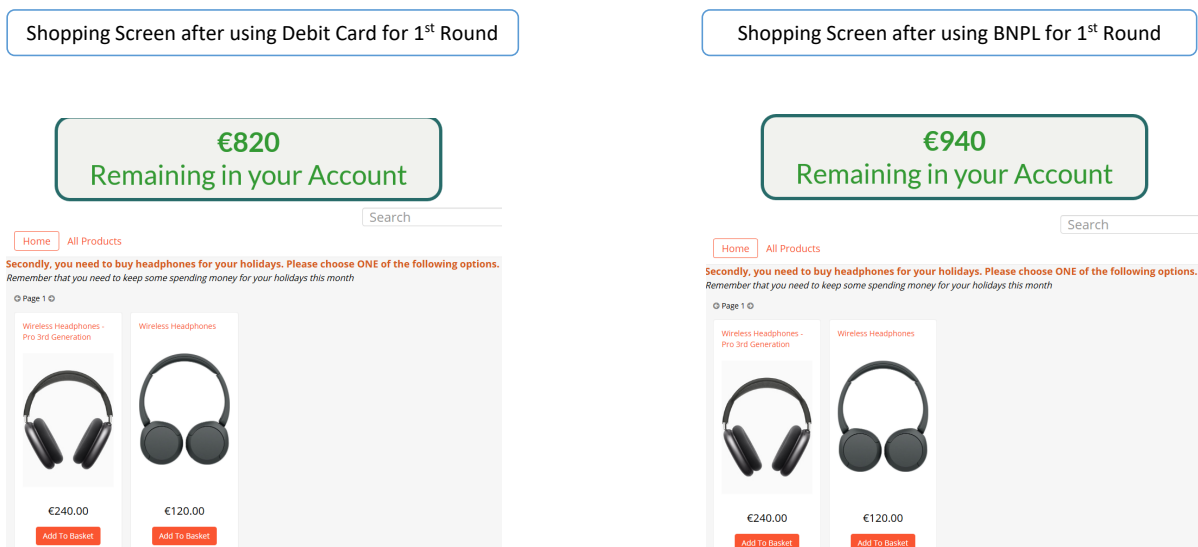 Shopping Screen after using Debit Card for 1st Round
€820
Remaining in your Account
Search
Home All Products
Secondly, you need to buy headphones for your holidays. Please choose ONE of the following options.
Remember that you need to keep some spending money for your holidays this month
Page 1
Wireless Headphones -
Pro 3rd Generation
Wireless Headphones
€240.00 €120.00
Add To Basket Add To Basket
Shopping Screen after using BNPL for 1st Round
€940
Remaining in your Account
Search
Home All Products
Secondly, you need to buy headphones for your holidays. Please choose ONE of the following options.
Remember that you need to keep some spending money for your holidays this month
Page 1
Wireless Headphones -
Pro 3rd Generation
Wireless Headphones
€240.00 €120.00
Add To Basket Add To Basket